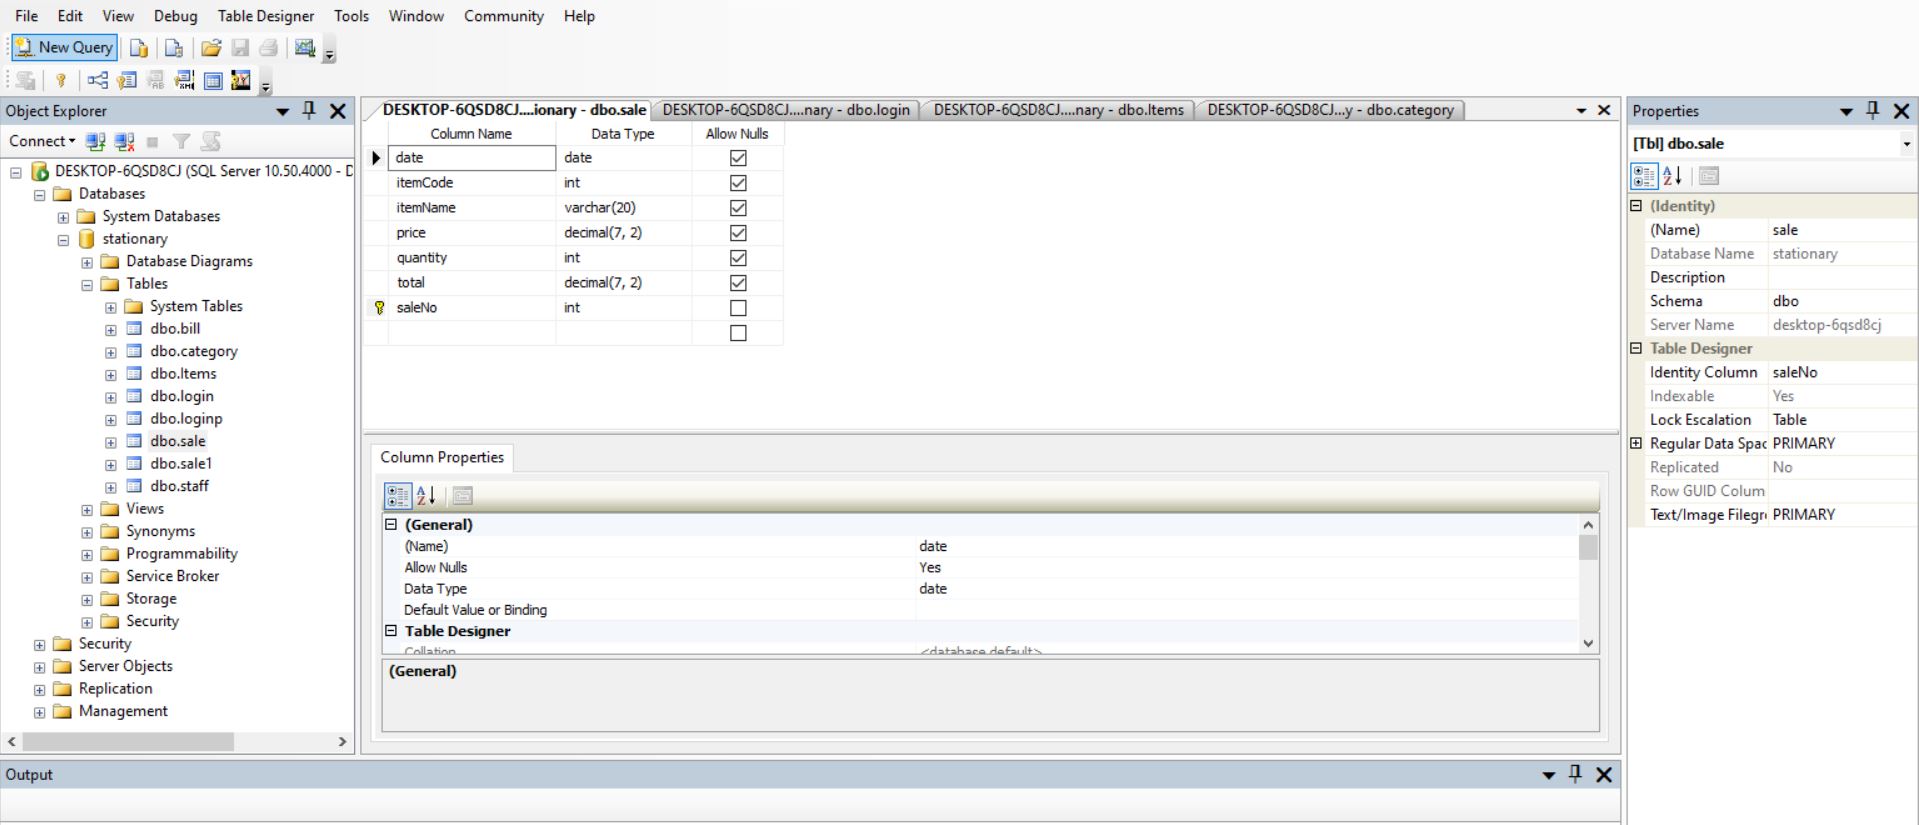 File Edit View Debug Table Designer Tools Window Community Help
New Query
Object Explorer
Connect
DESKTOP-6QSD8CJ (SQL Server 10.50.4000 - D
Databases
System Databases
stationary
Database Diagrams
Tables
System Tables
dbo.bill
dbo.category
dbo.Items
dbo.login
dbo.loginp
dbo.sale
dbo.sale1
dbo.staff
Views
Synonyms
Programmability
Service Broker
Storage
Security
Security
Server Objects
Replication
Management
DESKTOP-6QSD8CJ....ionary - dbo.sale DESKTOP-6QSD8CJ....nary - dbo.login DESKTOP-6QSD8CJ....nary - dbo.Items DESKTOP-6QSD8CJ...y - dbo.category
Column Name Data Type Allow Nulls
date date
itemCode int
itemName varchar(20)
price decimal(7, 2)
quantity int
total decimal(7, 2)
saleNo int
Column Properties
(General)
(Name) date
Allow Nulls Yes
Data Type date
Default Value or Binding
Table Designer
Collation <database default>
(General)
Properties
[Tbl] dbo.sale
(Identity)
(Name) sale
Database Name stationary
Description
Schema dbo
Server Name desktop-6qsd8cj
Table Designer
Identity Column saleNo
Indexable Yes
Lock Escalation Table
Regular Data Spac PRIMARY
Replicated No
Row GUID Colum
Text/Image Filegr PRIMARY
Output